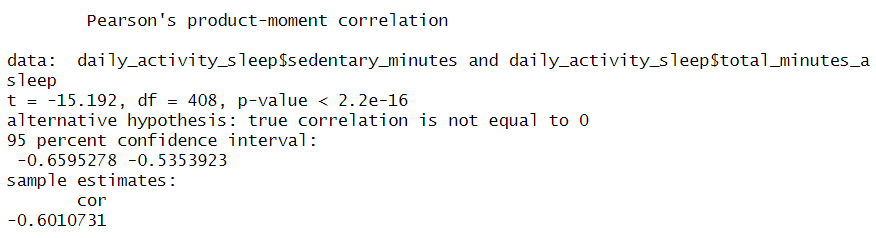 Pearson's product-moment correlation
data:  daily_activity_sleep$sedentary_minutes and daily_activity_sleep$total_minutes_a
sleep
t = -15.192, df = 408, p-value < 2.2e-16
alternative hypothesis: true correlation is not equal to 0
95 percent confidence interval:
 -0.6595278 -0.5353923
sample estimates:
       cor
-0.6010731